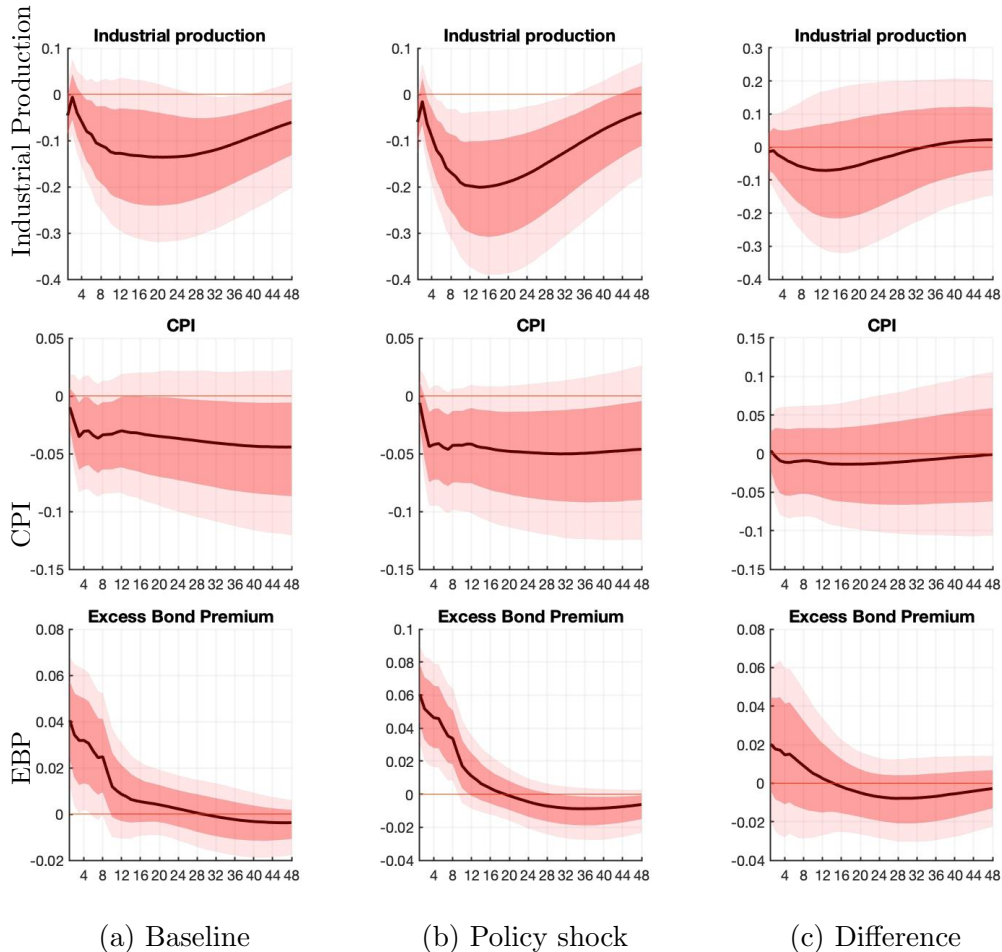 Industrial production
Industrial production
Industrial production
Industrial Production
0.1
0
-0.1
-0.2
-0.3
-0.4
4 8 12 16 20 24 28 32 36 40 44 48
0.1
0
-0.1
-0.2
-0.3
-0.4
4 8 12 16 20 24 28 32 36 40 44 48
0.3
0.2
0.1
0
-0.1
-0.2
-0.3
-0.4
4 8 12 16 20 24 28 32 36 40 44 48
CPI
CPI
CPI
CPI
0.05
0
-0.05
-0.1
-0.15
4 8 12 16 20 24 28 32 36 40 44 48
0.05
0
-0.05
-0.1
-0.15
4 8 12 16 20 24 28 32 36 40 44 48
0.15
0.1
0.05
0
-0.05
-0.1
-0.15
4 8 12 16 20 24 28 32 36 40 44 48
Excess Bond Premium
Excess Bond Premium
Excess Bond Premium
EBP
0.08
0.06
0.04
0.02
0
-0.02
4 8 12 16 20 24 28 32 36 40 44 48
0.1
0.08
0.06
0.04
0.02
0
-0.02
-0.04
4 8 12 16 20 24 28 32 36 40 44 48
0.08
0.06
0.04
0.02
0
-0.02
-0.04
4 8 12 16 20 24 28 32 36 40 44 48
(a) Baseline
(b) Policy shock
(c) Difference